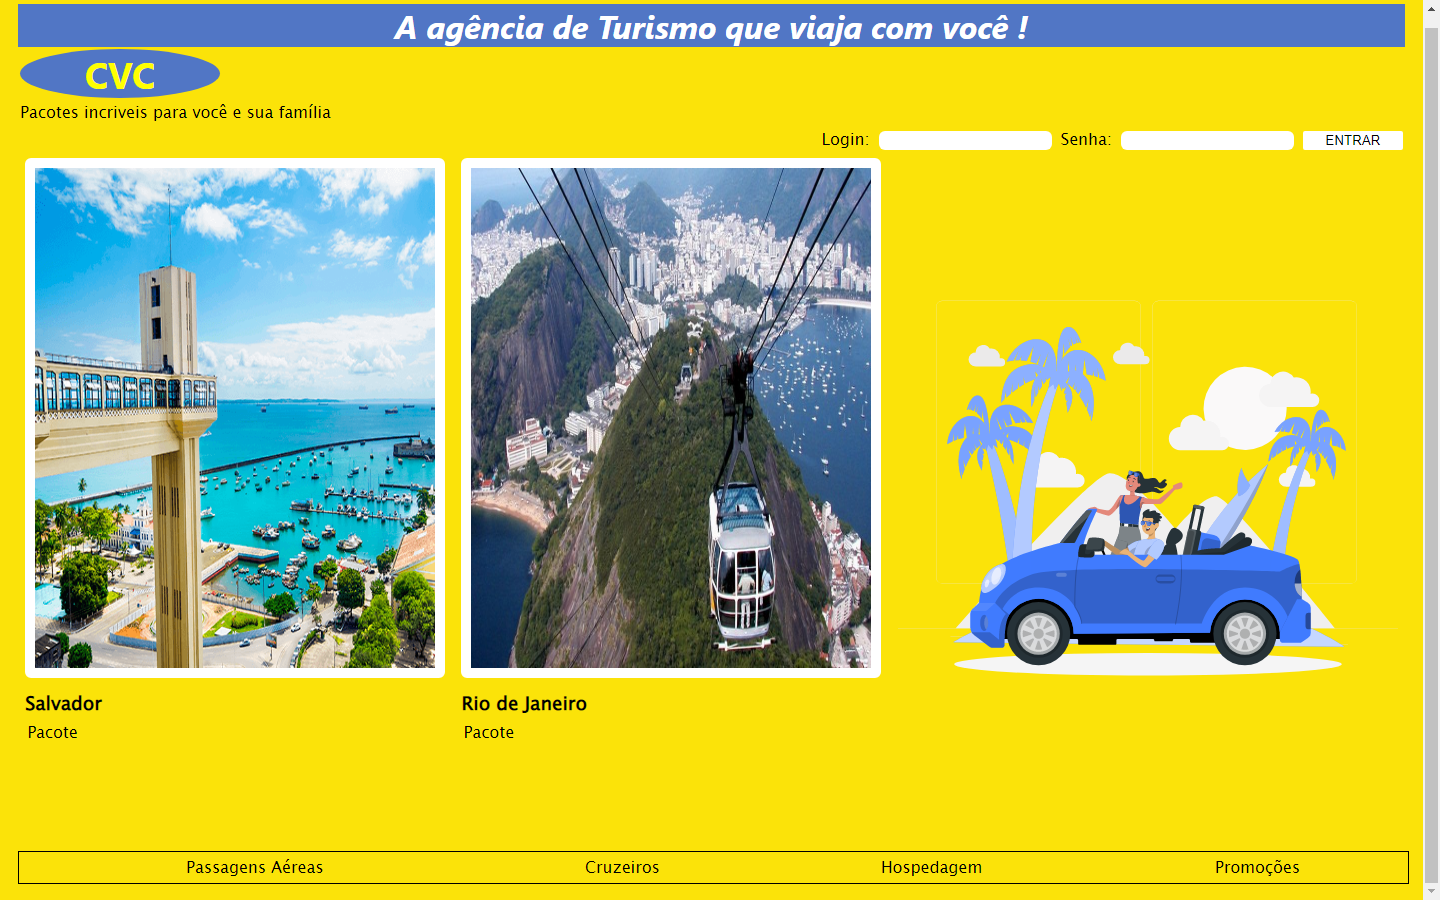 A agência de Turismo que viaja com você !
CVC
Pacotes incriveis para você e sua família
Login: Senha: ENTRAR
Salvador
Pacote
Rio de Janeiro
Pacote
Passagens Aéreas Cruzeiros Hospedagem Promoções